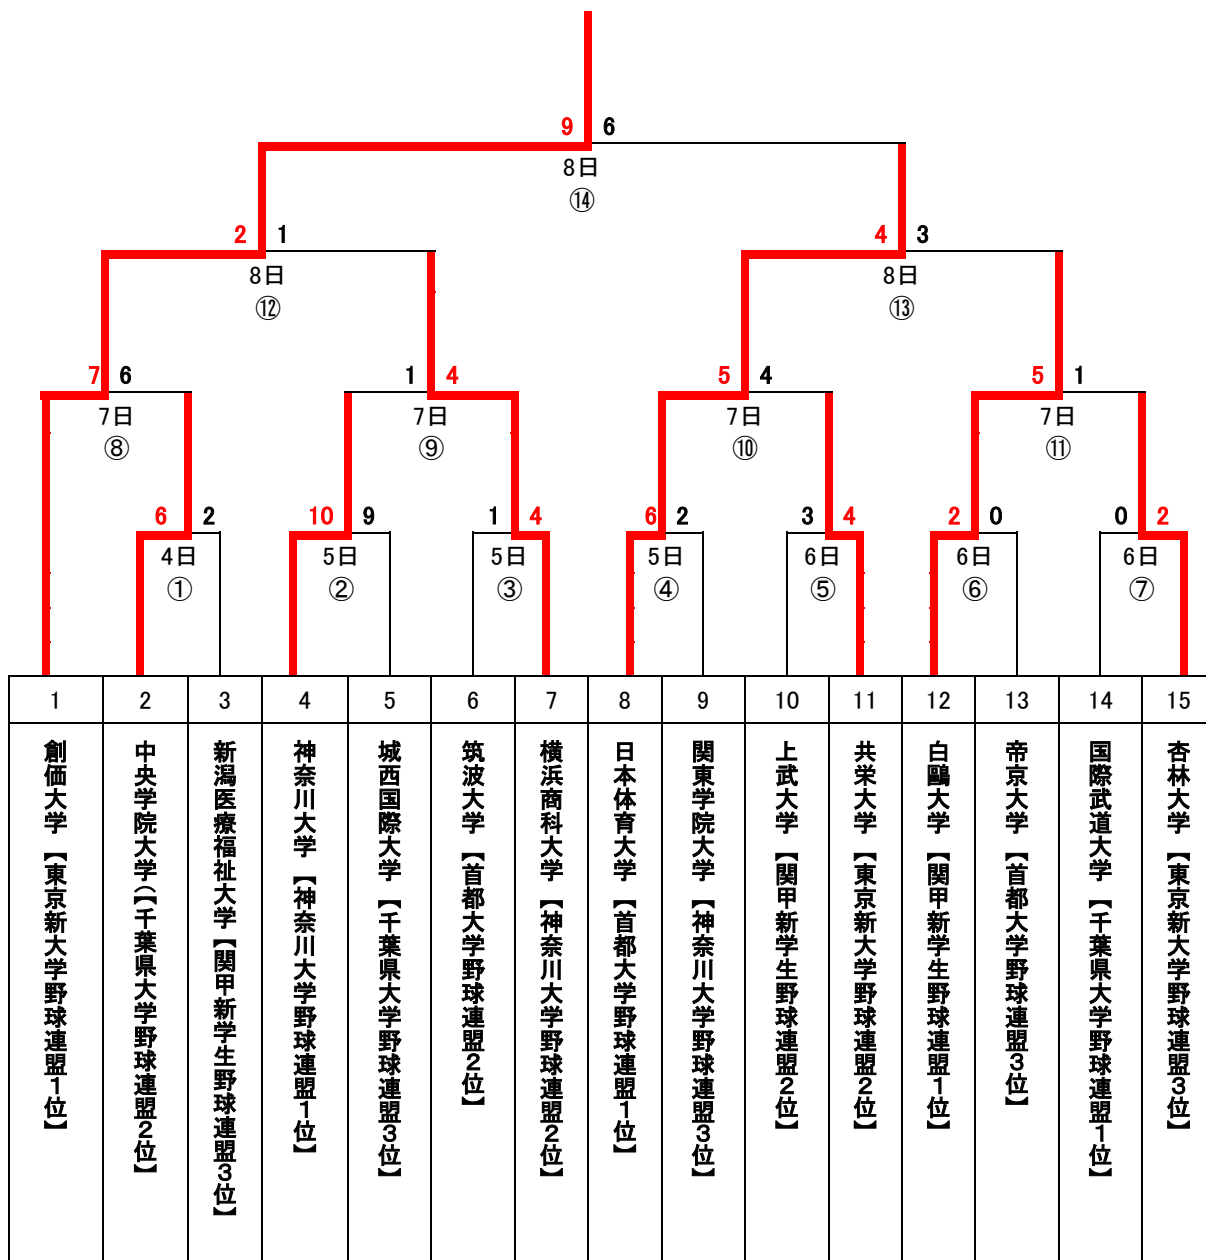 9 6
8日
⑭
2 1
8日
⑫
4 3
8日
⑬
7 6
7日
⑧
1 4
7日
⑨
5 4
7日
⑩
5 1
7日
⑪
6 2
4日
①
10 9
5日
②
1 4
5日
③
6 2
5日
④
3 4
6日
⑤
2 0
6日
⑥
0 2
6日
⑦
1 2 3 4 5 6 7 8 9 10 11 12 13 14 15
創価大学 【東京新大学野球連盟1位】
中央学院大学(【千葉県大学野球連盟2位】
新潟医療福祉大学 【関甲新学生野球連盟3位】
神奈川大学 【神奈川大学野球連盟1位】
城西国際大学 【千葉県大学野球連盟3位】
筑波大学 【首都大学野球連盟2位】
横浜商科大学 【神奈川大学野球連盟2位】
日本体育大学 【首都大学野球連盟1位】
関東学院大学 【神奈川大学野球連盟3位】
上武大学 【関甲新学生野球連盟2位】
共栄大学 【東京新大学野球連盟2位】
白鷗大学 【関甲新学生野球連盟1位】
帝京大学 【首都大学野球連盟3位】
国際武道大学 【千葉県大学野球連盟1位】
杏林大学 【東京新大学野球連盟3位】